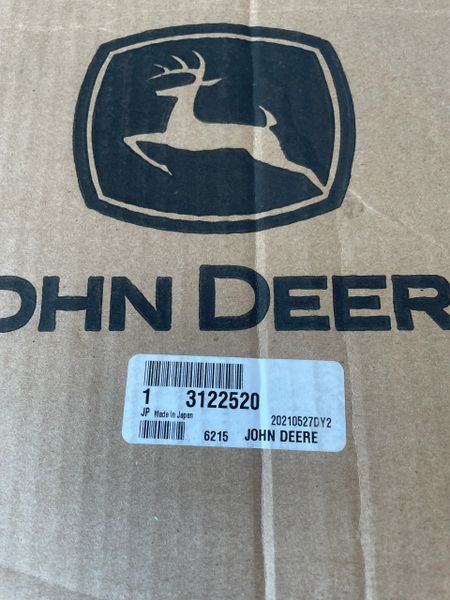 JOHN DEERE
1 3122520
JP Made In Japan
20210527DY2
6215 JOHN DEERE